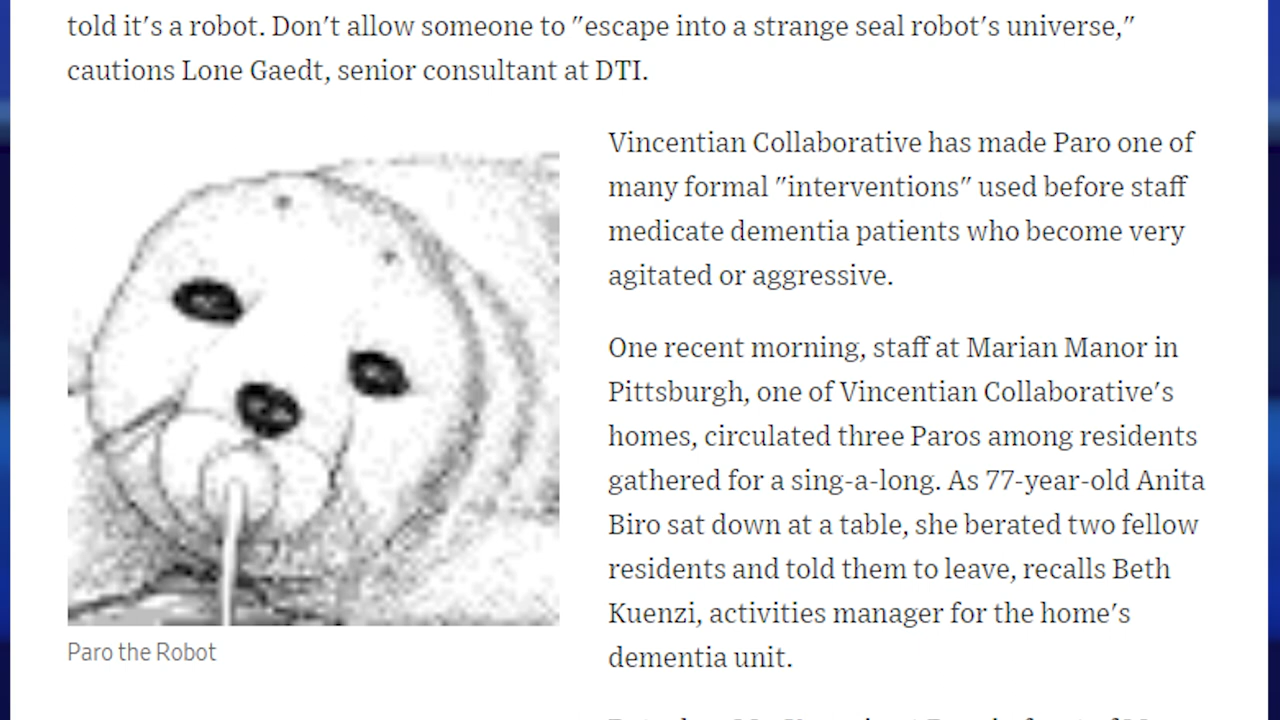 told it's a robot. Don't allow someone to "escape into a strange seal robot's universe,"
cautions Lone Gaedt, senior consultant at DTI.
Vincentian Collaborative has made Paro one of
many formal "interventions" used before staff
medicate dementia patients who become very
agitated or aggressive.
One recent morning, staff at Marian Manor in
Pittsburgh, one of Vincentian Collaborative's
homes, circulated three Paros among residents
gathered for a sing-a-long. As 77-year-old Anita
Biro sat down at a table, she berated two fellow
residents and told them to leave, recalls Beth
Kuenzi, activities manager for the home's
dementia unit.
Paro the Robot